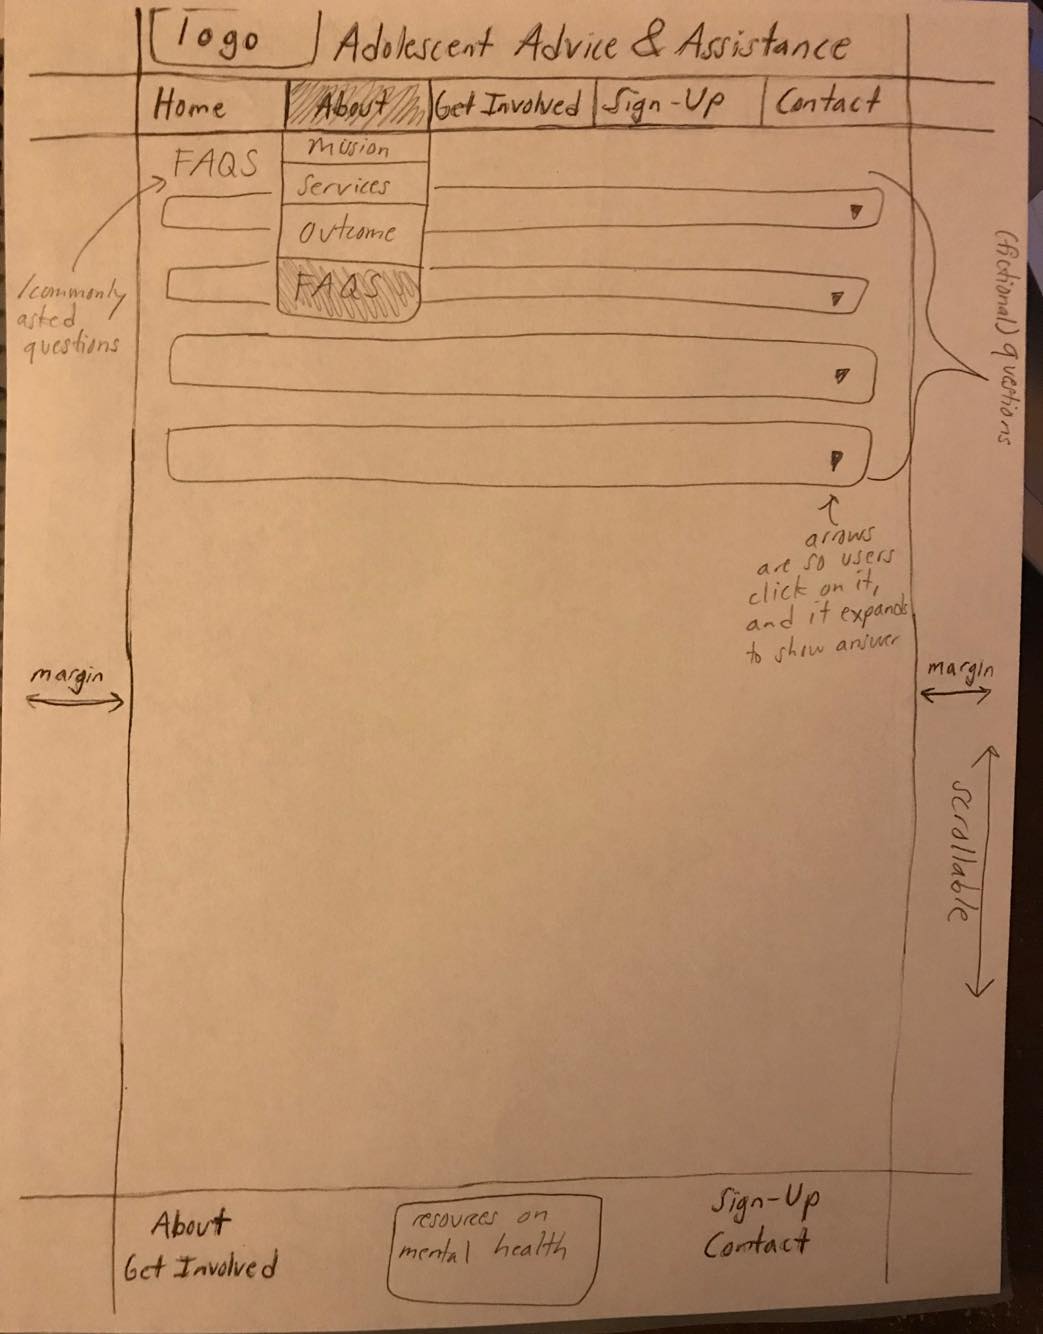 logo
Adolescent Advice & Assistance
Home
About
Get Involved
Sign-Up
Contact
Mission
Services
Outcome
FAQS
FAQS
/commonly
asked
questions
(fictional) questions
arrows
are so users
click on it,
and it expands
to show answer
margin
margin
scrollable
About
Get Involved
resources on
mental health
Sign-Up
Contact